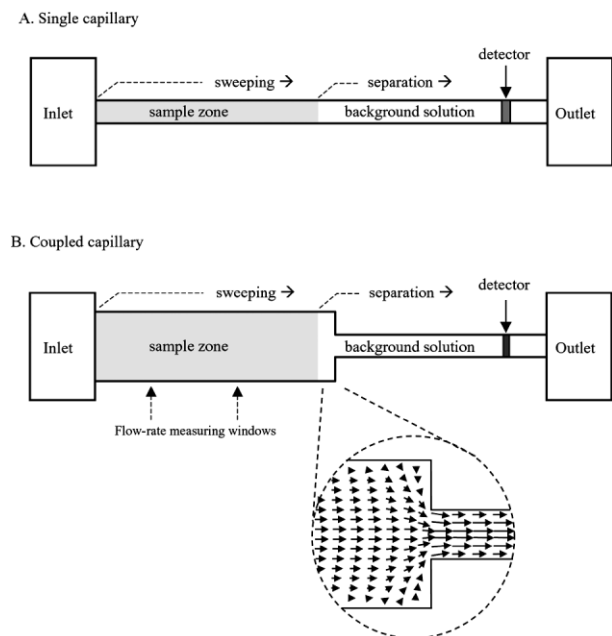 A. Single capillary
detector
sweeping → separation →
Inlet sample zone background solution Outlet
B. Coupled capillary
detector
sweeping → separation →
Inlet sample zone background solution Outlet
Flow-rate measuring windows